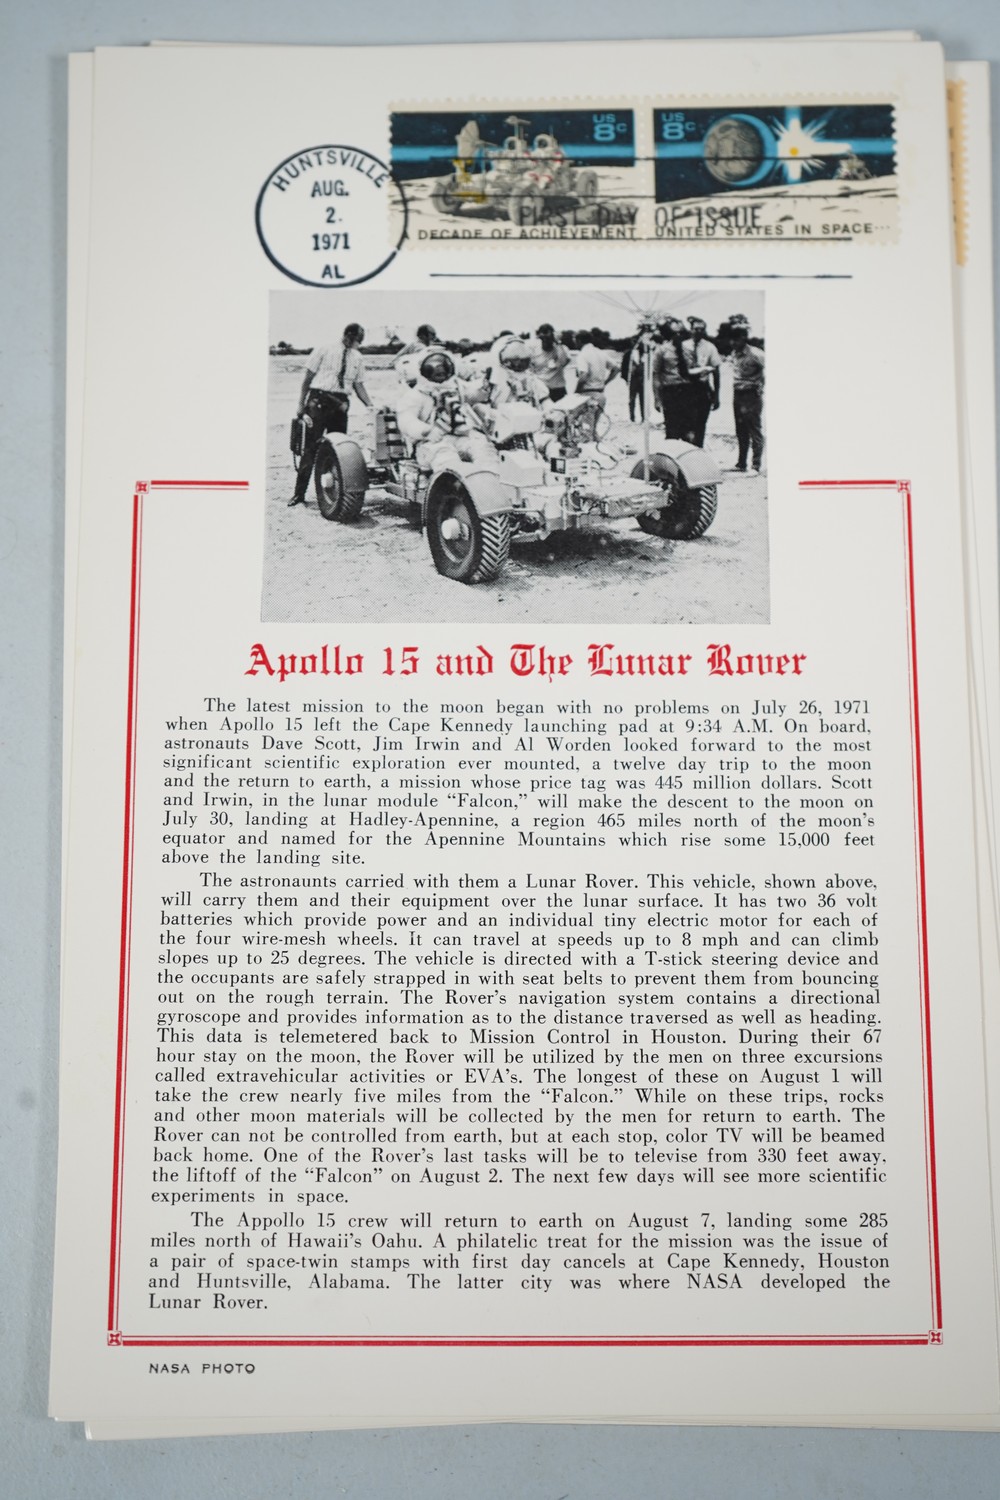 US 8c
US 8c
HUNTSVILLE
AUG.
2.
1971
AL
FIRST DAY OF ISSUE
DECADE OF ACHIEVEMENT UNITED STATES IN SPACE...
Apollo 15 and The Lunar Rover
The latest mission to the moon began with no problems on July 26, 1971
when Apollo 15 left the Cape Kennedy launching pad at 9:34 A.M. On board,
astronauts Dave Scott, Jim Irwin and Al Worden looked forward to the most
significant scientific exploration ever mounted, a twelve day trip to the moon
and the return to earth, a mission whose price tag was 445 million dollars. Scott
and Irwin, in the lunar module “Falcon,” will make the descent to the moon on
July 30, landing at Hadley-Apennine, a region 465 miles north of the moon’s
equator and named for the Apennine Mountains which rise some 15,000 feet
above the landing site.
The astronaunts carried with them a Lunar Rover. This vehicle, shown above,
will carry them and their equipment over the lunar surface. It has two 36 volt
batteries which provide power and an individual tiny electric motor for each of
the four wire-mesh wheels. It can travel at speeds up to 8 mph and can climb
slopes up to 25 degrees. The vehicle is directed with a T-stick steering device and
the occupants are safely strapped in with seat belts to prevent them from bouncing
out on the rough terrain. The Rover’s navigation system contains a directional
gyroscope and provides information as to the distance traversed as well as heading.
This data is telemetered back to Mission Control in Houston. During their 67
hour stay on the moon, the Rover will be utilized by the men on three excursions
called extravehicular activities or EVA’s. The longest of these on August 1 will
take the crew nearly five miles from the “Falcon.” While on these trips, rocks
and other moon materials will be collected by the men for return to earth. The
Rover can not be controlled from earth, but at each stop, color TV will be beamed
back home. One of the Rover’s last tasks will be to televise from 330 feet away,
the liftoff of the “Falcon” on August 2. The next few days will see more scientific
experiments in space.
The Appollo 15 crew will return to earth on August 7, landing some 285
miles north of Hawaii’s Oahu. A philatelic treat for the mission was the issue of
a pair of space-twin stamps with first day cancels at Cape Kennedy, Houston
and Huntsville, Alabama. The latter city was where NASA developed the
Lunar Rover.
NASA PHOTO